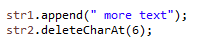 str1.append(" more text");
str2.deleteCharAt(6);